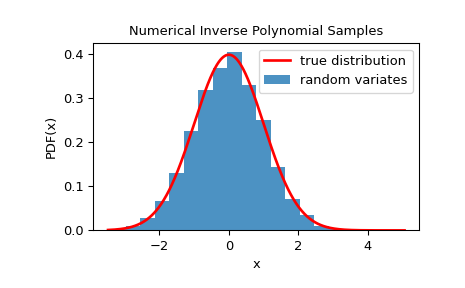 Numerical Inverse Polynomial Samples
true distribution
random variates
PDF(x)
0.4
0.3
0.2
0.1
0.0
−2
0
2
4
x